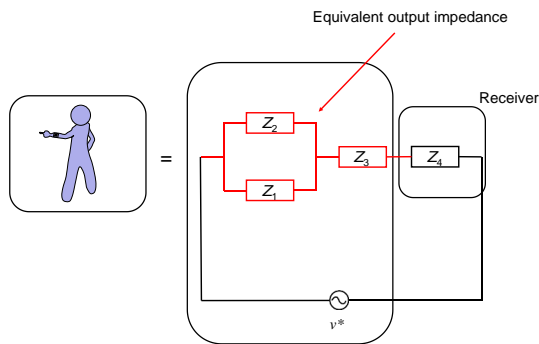 Equivalent output impedance
Receiver
Z2
=
Z3
Z4
Z1
v*